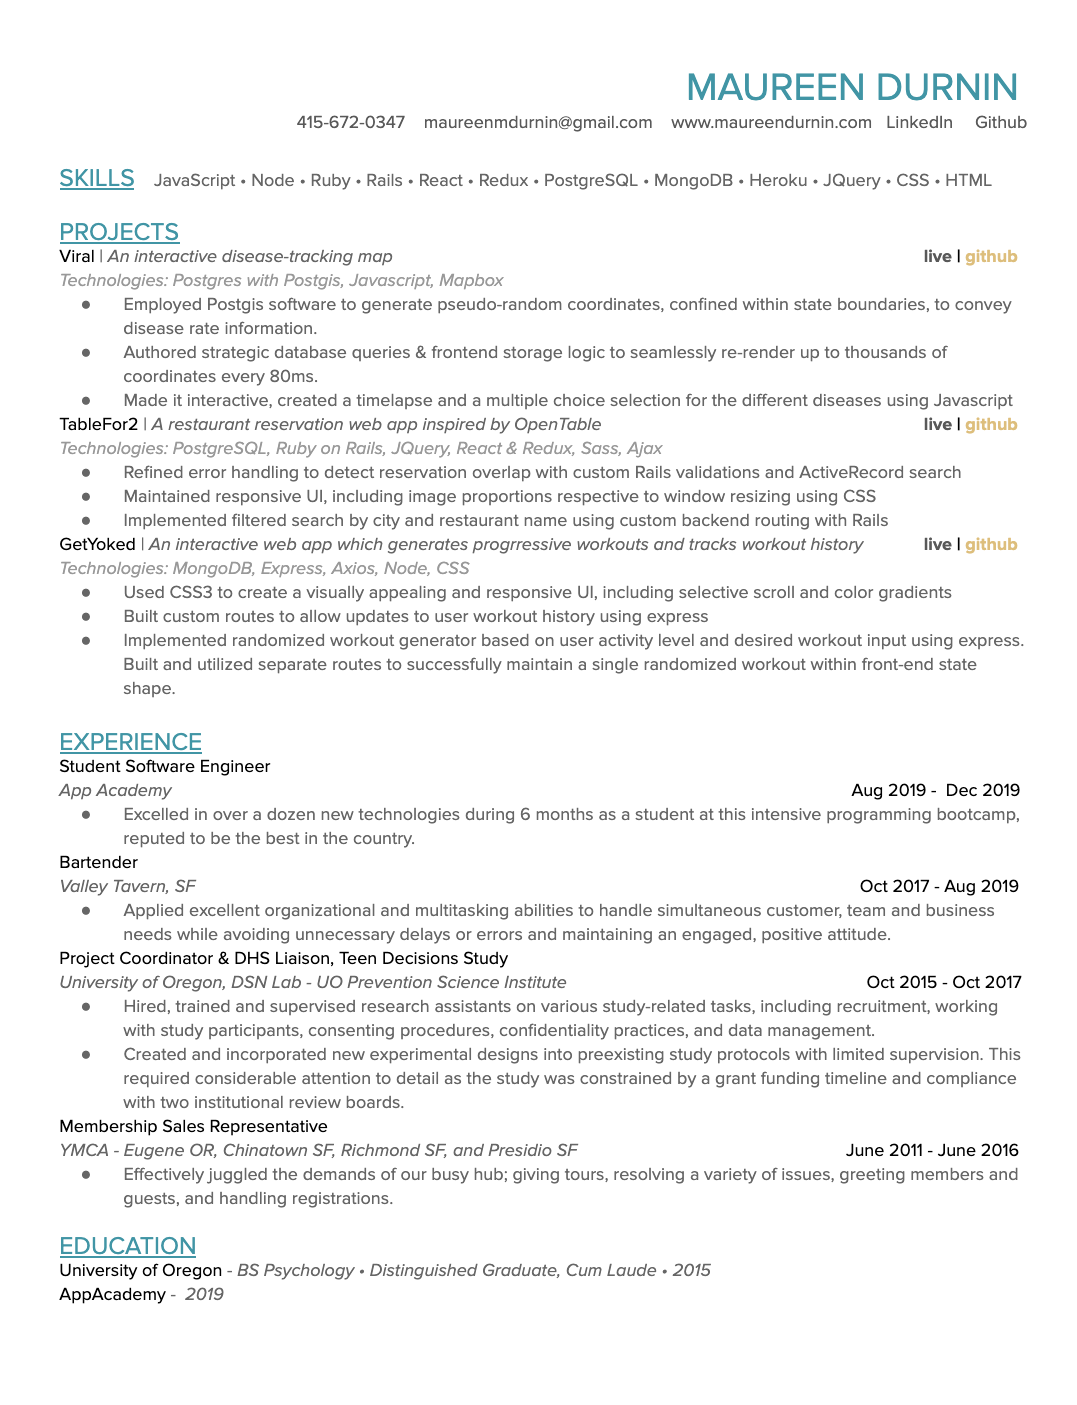 MAUREEN DURNIN
415-672-0347 maureenmdurnin@gmail.com www.maureendurnin.com LinkedIn Github
SKILLS JavaScript • Node • Ruby • Rails • React • Redux • PostgreSQL • MongoDB • Heroku • JQuery • CSS • HTML
PROJECTS
Viral | An interactive disease-tracking map live | github
Technologies: Postgres with Postgis, Javascript, Mapbox
● Employed Postgis software to generate pseudo-random coordinates, confined within state boundaries, to convey
disease rate information.
● Authored strategic database queries & frontend storage logic to seamlessly re-render up to thousands of
coordinates every 80ms.
● Made it interactive, created a timelapse and a multiple choice selection for the different diseases using Javascript
TableFor2 | A restaurant reservation web app inspired by OpenTable live | github
Technologies: PostgreSQL, Ruby on Rails, JQuery, React & Redux, Sass, Ajax
● Refined error handling to detect reservation overlap with custom Rails validations and ActiveRecord search
● Maintained responsive UI, including image proportions respective to window resizing using CSS
● Implemented filtered search by city and restaurant name using custom backend routing with Rails
GetYoked | An interactive web app which generates progrressive workouts and tracks workout history live | github
Technologies: MongoDB, Express, Axios, Node, CSS
● Used CSS3 to create a visually appealing and responsive UI, including selective scroll and color gradients
● Built custom routes to allow updates to user workout history using express
● Implemented randomized workout generator based on user activity level and desired workout input using express.
Built and utilized separate routes to successfully maintain a single randomized workout within front-end state
shape.
EXPERIENCE
Student Software Engineer
App Academy Aug 2019 - Dec 2019
● Excelled in over a dozen new technologies during 6 months as a student at this intensive programming bootcamp,
reputed to be the best in the country.
Bartender
Valley Tavern, SF Oct 2017 - Aug 2019
● Applied excellent organizational and multitasking abilities to handle simultaneous customer, team and business
needs while avoiding unnecessary delays or errors and maintaining an engaged, positive attitude.
Project Coordinator & DHS Liaison, Teen Decisions Study
University of Oregon, DSN Lab - UO Prevention Science Institute Oct 2015 - Oct 2017
● Hired, trained and supervised research assistants on various study-related tasks, including recruitment, working
with study participants, consenting procedures, confidentiality practices, and data management.
● Created and incorporated new experimental designs into preexisting study protocols with limited supervision. This
required considerable attention to detail as the study was constrained by a grant funding timeline and compliance
with two institutional review boards.
Membership Sales Representative
YMCA - Eugene OR, Chinatown SF, Richmond SF, and Presidio SF June 2011 - June 2016
● Effectively juggled the demands of our busy hub; giving tours, resolving a variety of issues, greeting members and
guests, and handling registrations.
EDUCATION
University of Oregon - BS Psychology • Distinguished Graduate, Cum Laude • 2015
AppAcademy - 2019